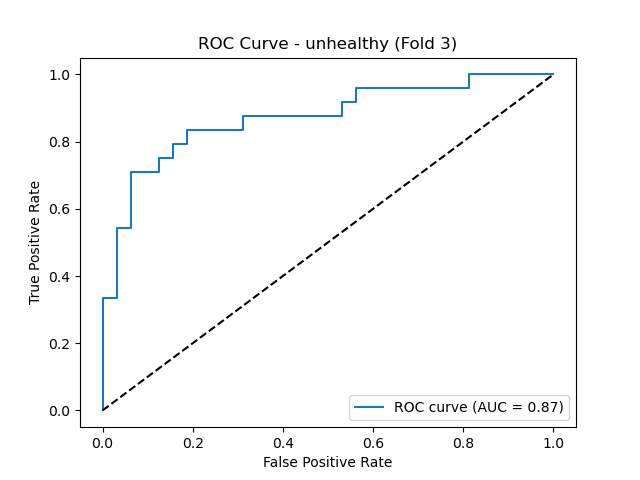 ROC Curve - unhealthy (Fold 3)
True Positive Rate
1.0
0.8
0.6
0.4
0.2
0.0
ROC curve (AUC = 0.87)
0.0 0.2 0.4 0.6 0.8 1.0
False Positive Rate